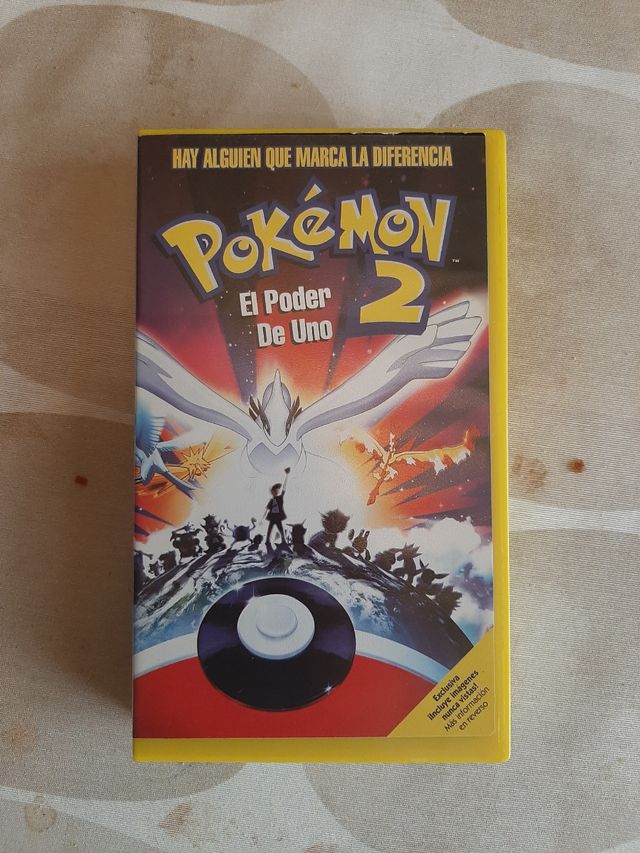 HAY ALGUIEN QUE MARCA LA DIFERENCIA
POKéMON
™
2
El Poder
De Uno
Exclusiva
¡Incluye imágenes
nunca vistas!
Más información
en reverso